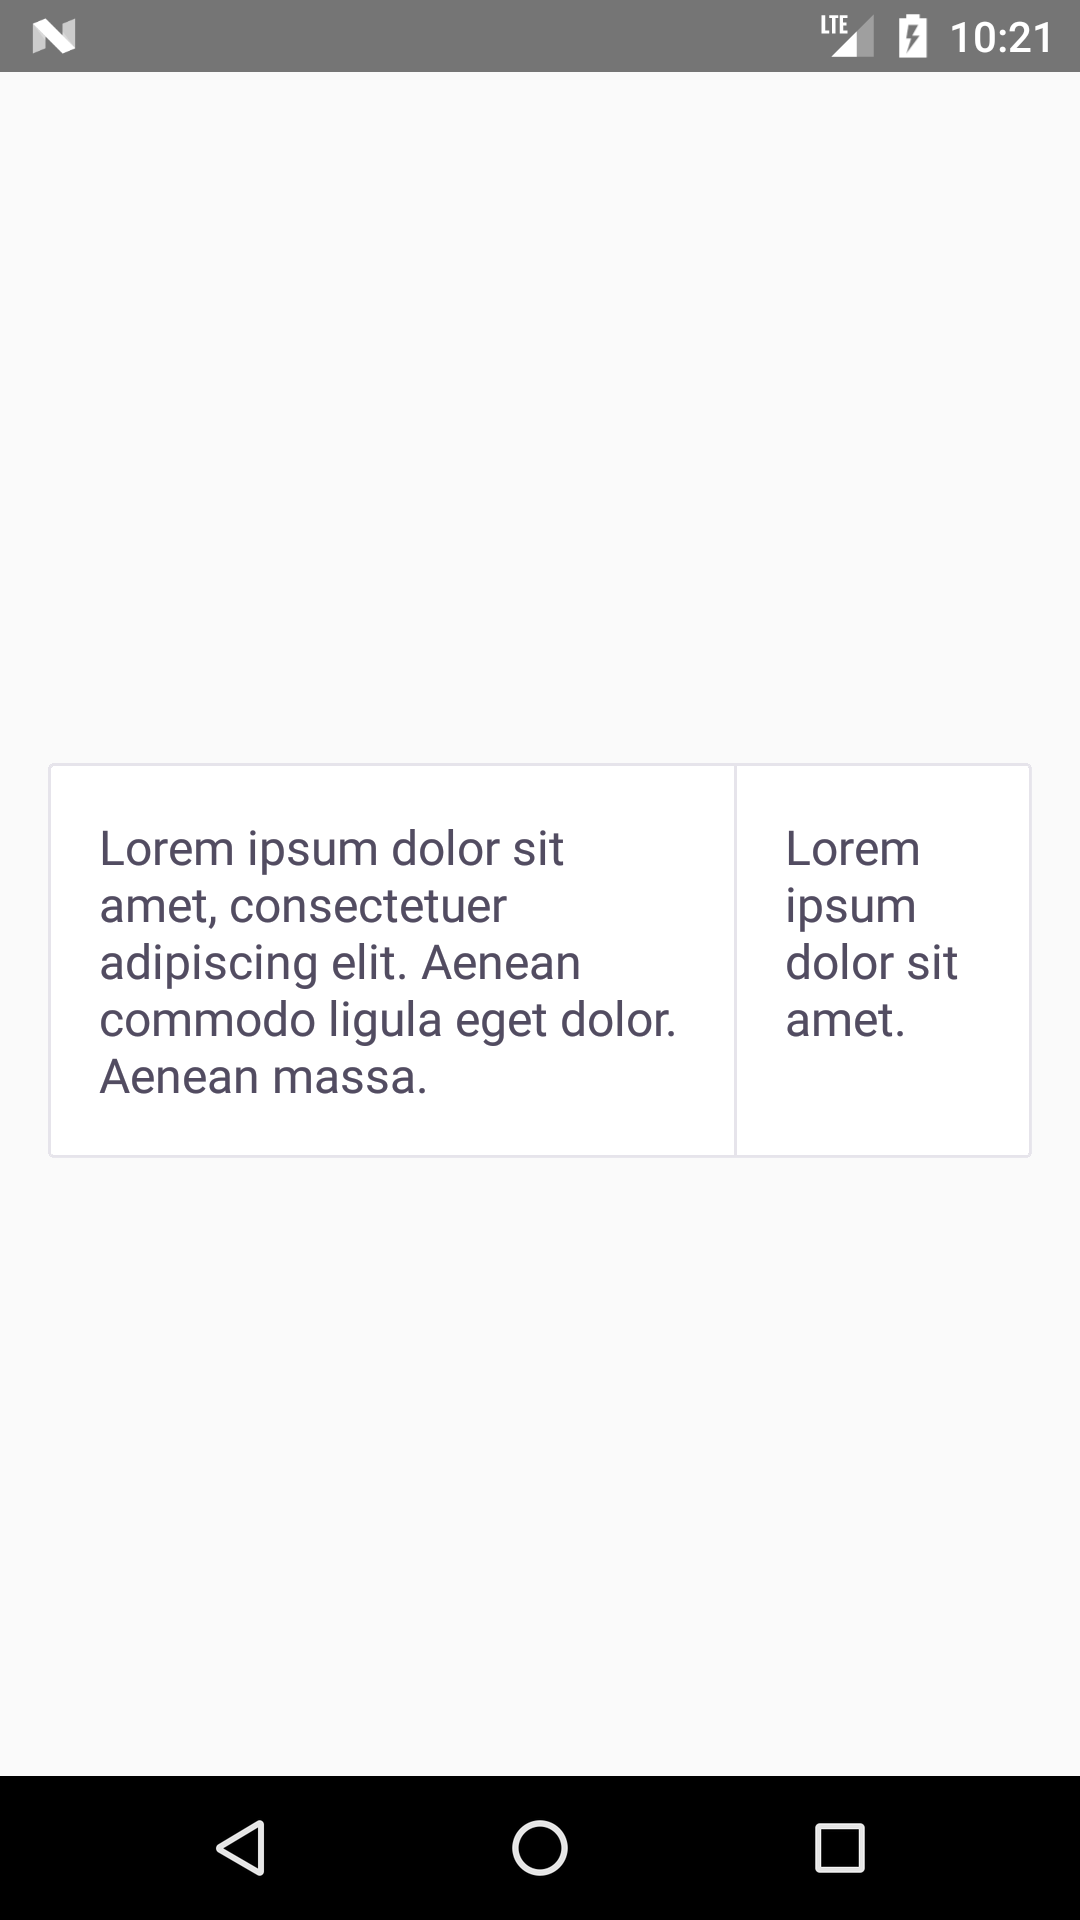 LTE 10:21
Lorem ipsum dolor sit
amet, consectetuer
adipiscing elit. Aenean
commodo ligula eget dolor.
Aenean massa.
Lorem
ipsum
dolor sit
amet.